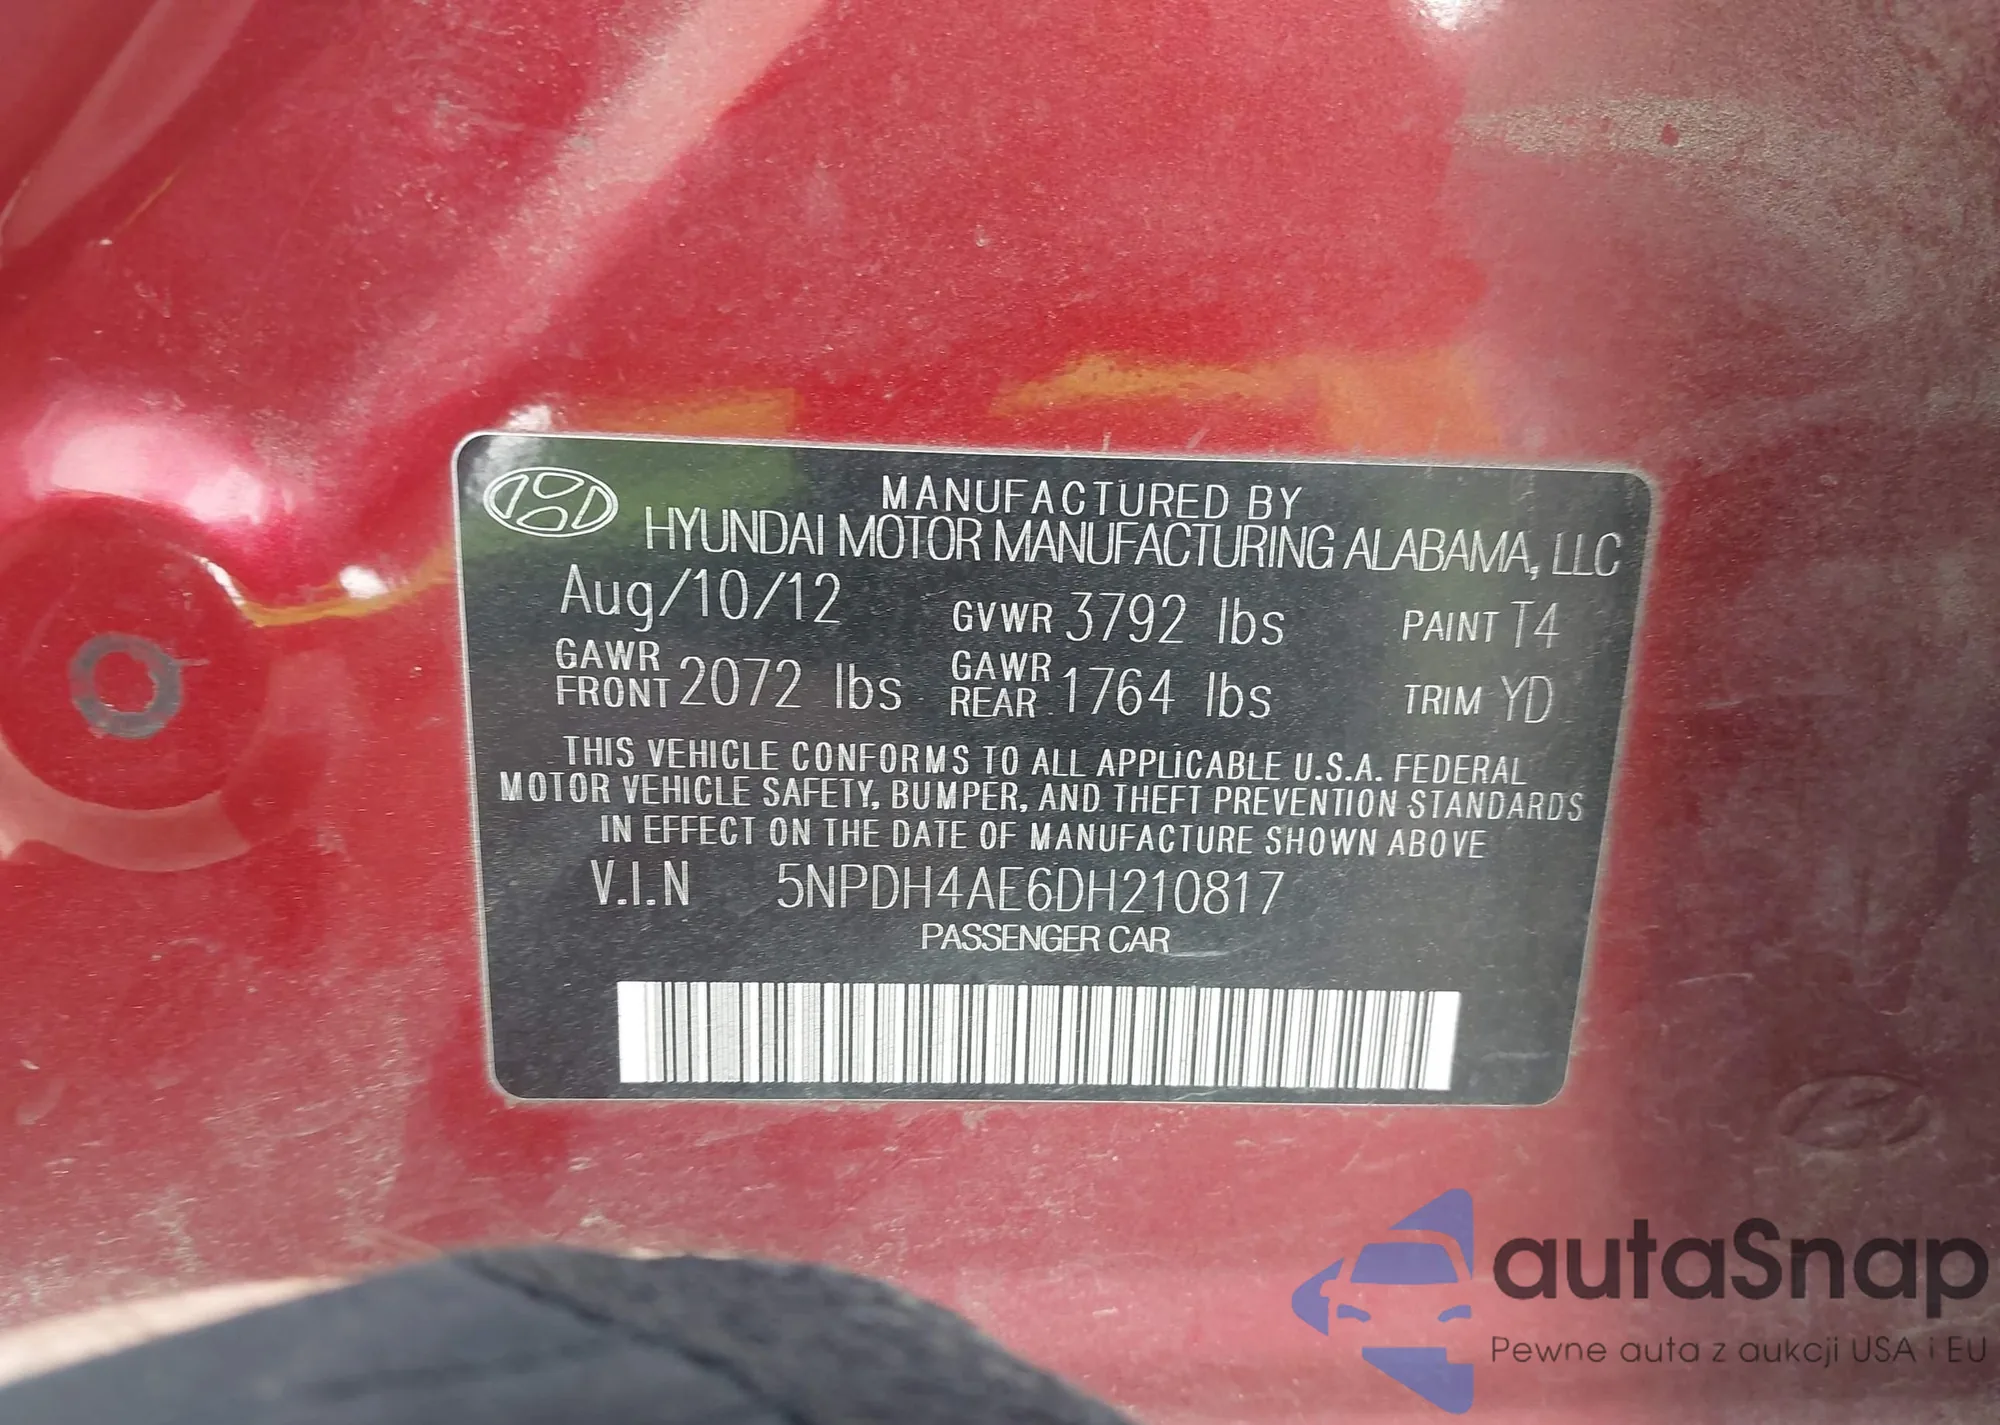 MANUFACTURED BY
HYUNDAI MOTOR MANUFACTURING ALABAMA, LLC
Aug/10/12 GVWR 3792 lbs PAINT T4
GAWR FRONT 2072 lbs GAWR REAR 1764 lbs TRIM YD
THIS VEHICLE CONFORMS TO ALL APPLICABLE U.S.A. FEDERAL
MOTOR VEHICLE SAFETY, BUMPER, AND THEFT PREVENTION STANDARDS
IN EFFECT ON THE DATE OF MANUFACTURE SHOWN ABOVE
V.I.N 5NPDH4AE6DH210817
PASSENGER CAR
autaSnap
Pewne auta z aukcji USA i EU